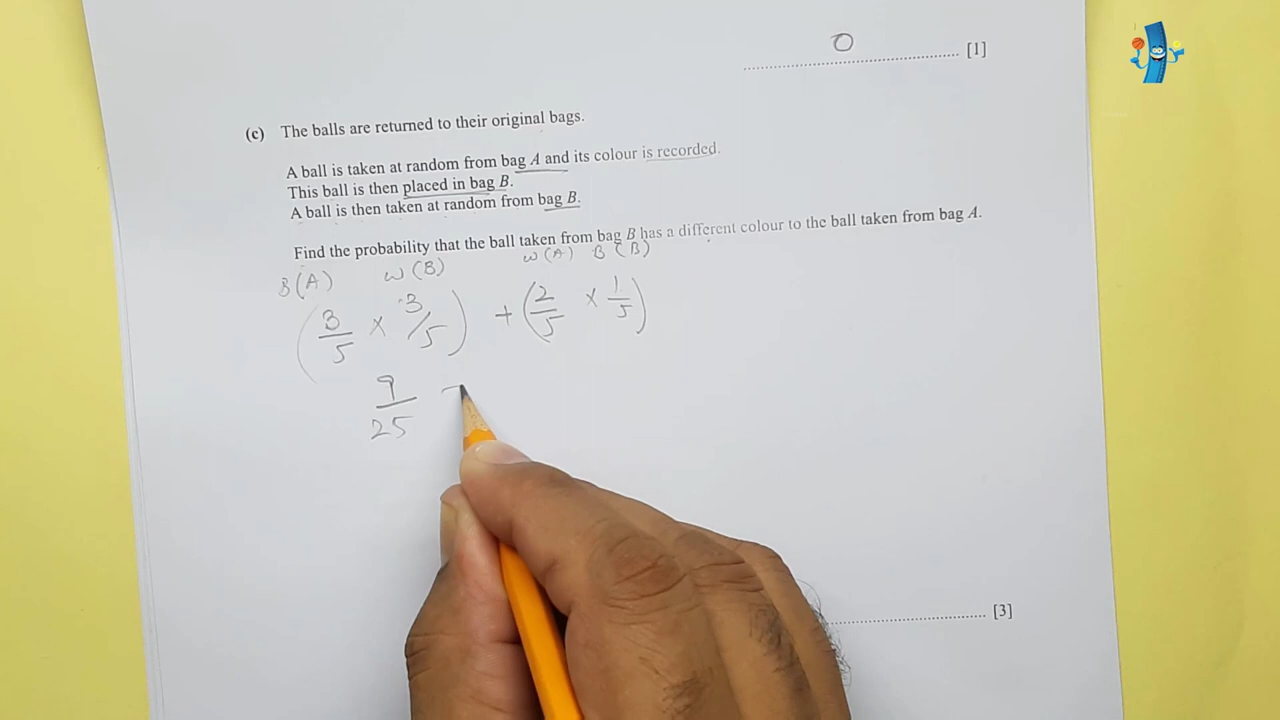 O [1]
(c) The balls are returned to their original bags.
A ball is taken at random from bag A and its colour is recorded.
This ball is then placed in bag B.
A ball is then taken at random from bag B.
Find the probability that the ball taken from bag B has a different colour to the ball taken from bag A.
B(A) W(B) W(A) B(B)
(3/5 × 3/5) + (2/5 × 1/5)
9/25
[3]